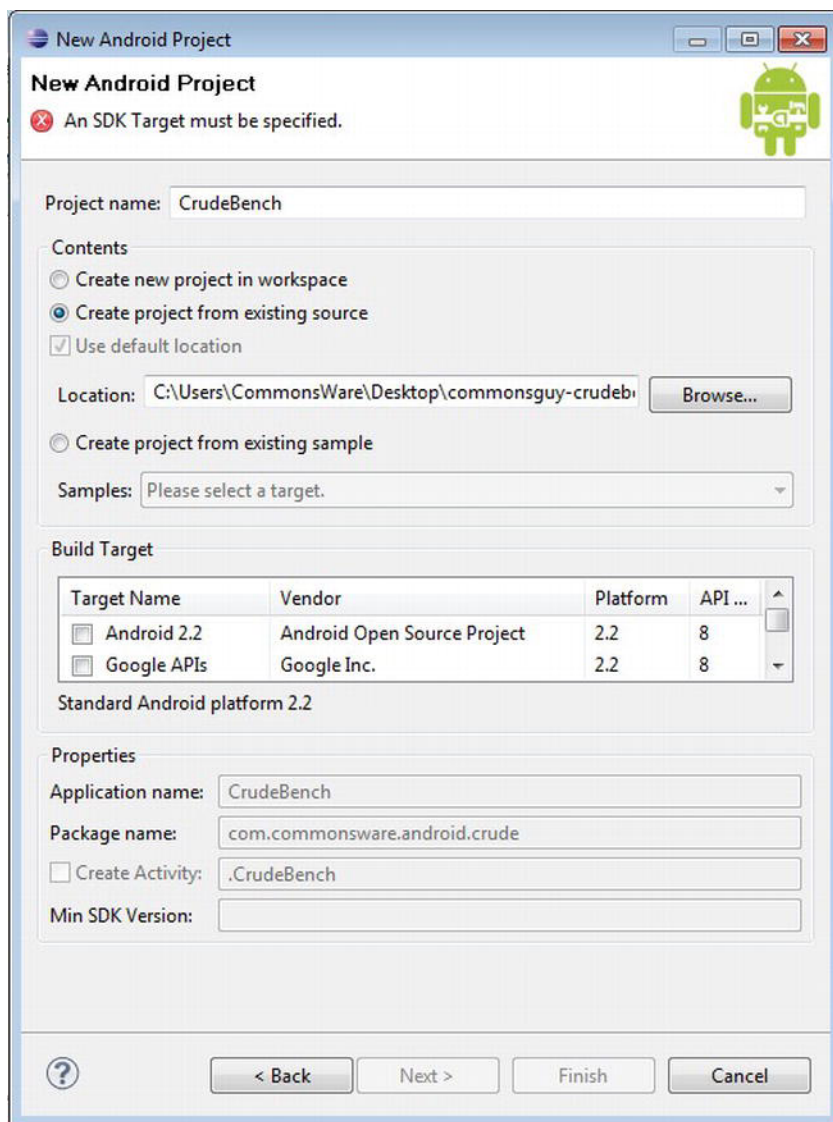 New Android Project
New Android Project
An SDK Target must be specified.
Project name: CrudeBench
Contents
Create new project in workspace
Create project from existing source
Use default location
Location: C:\Users\CommonsWare\Desktop\commonsguy-crudeb Browse...
Create project from existing sample
Samples: Please select a target.
Build Target
Target Name Vendor Platform API ...
Android 2.2 Android Open Source Project 2.2 8
Google APIs Google Inc. 2.2 8
Standard Android platform 2.2
Properties
Application name: CrudeBench
Package name: com.commonsware.android.crude
Create Activity: .CrudeBench
Min SDK Version:
? < Back Next > Finish Cancel